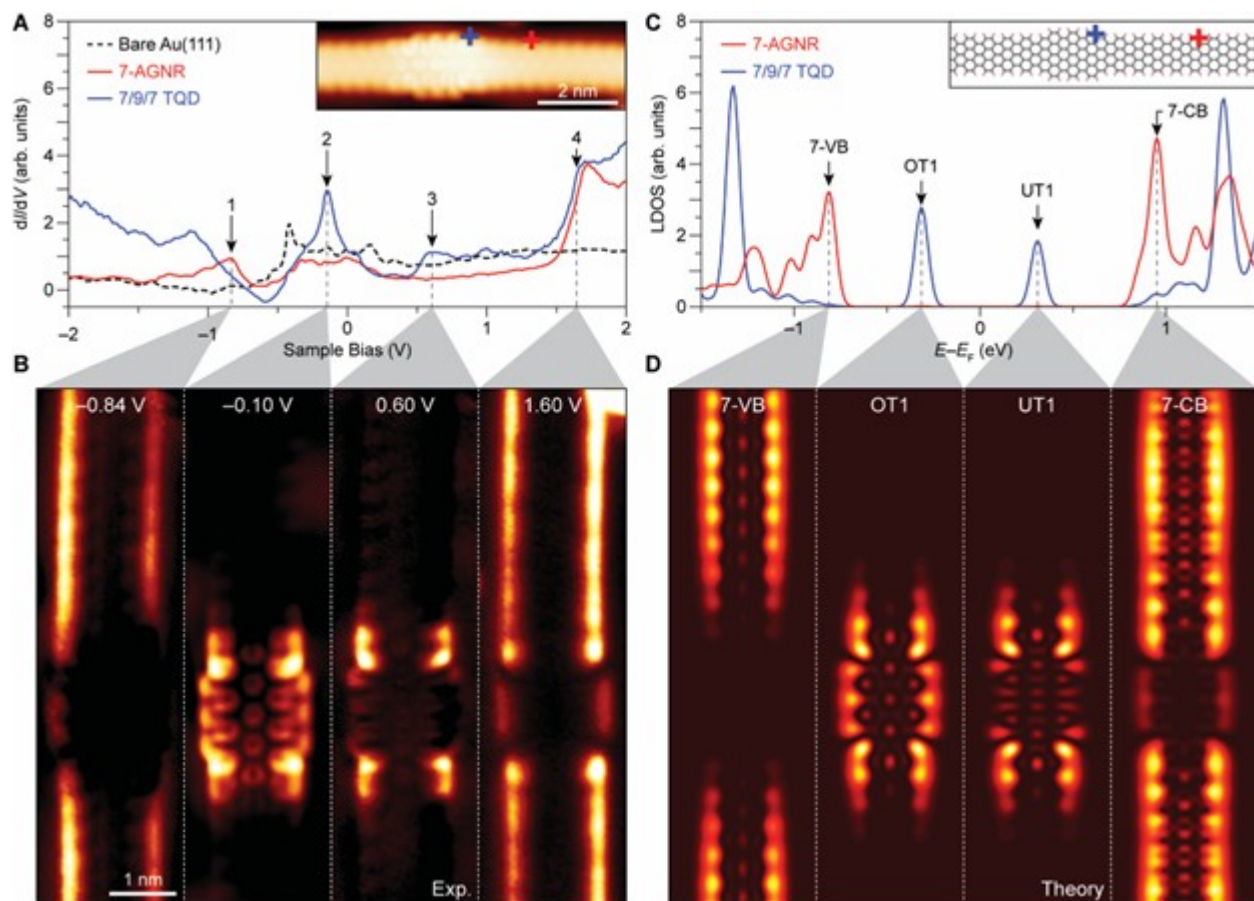 A
Bare Au(111)
7-AGNR
7/9/7 TQD
2 nm
dI/dV (arb. units)
8
6
4
2
0
1
2
3
4
–2
–1
0
1
2
Sample Bias (V)
C
7-AGNR
7/9/7 TQD
LDOS (arb. units)
8
6
4
2
0
7-VB
OT1
UT1
7-CB
–1
0
1
E–E_F (eV)
B
–0.84 V
–0.10 V
0.60 V
1.60 V
1 nm
Exp.
D
7-VB
OT1
UT1
7-CB
Theory